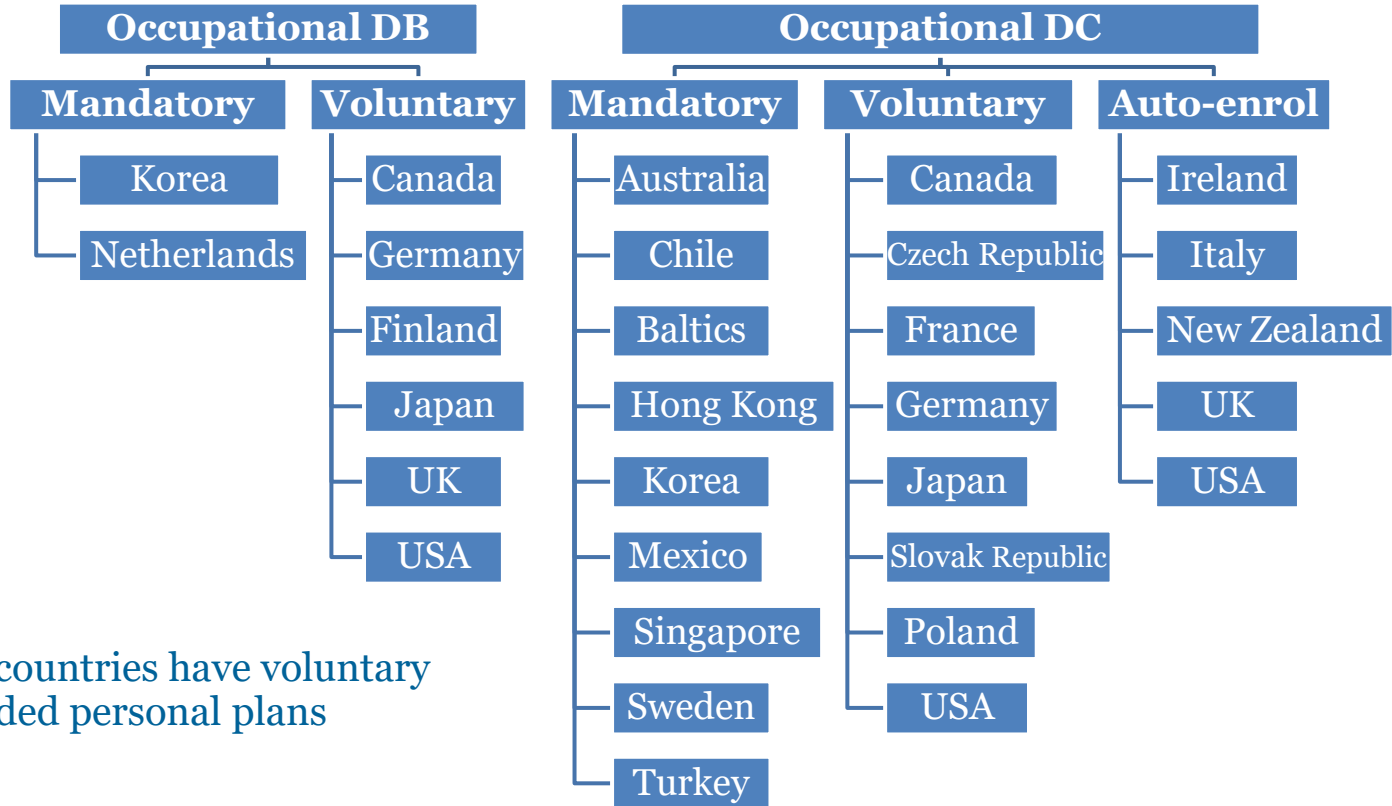 Occupational DB
Mandatory
Korea
Netherlands
Voluntary
Canada
Germany
Finland
Japan
UK
USA
Occupational DC
Mandatory
Australia
Chile
Baltics
Hong Kong
Korea
Mexico
Singapore
Sweden
Turkey
Voluntary
Canada
Czech Republic
France
Germany
Japan
Slovak Republic
Poland
USA
Auto-enrol
Ireland
Italy
New Zealand
UK
USA
countries have voluntary
ded personal plans